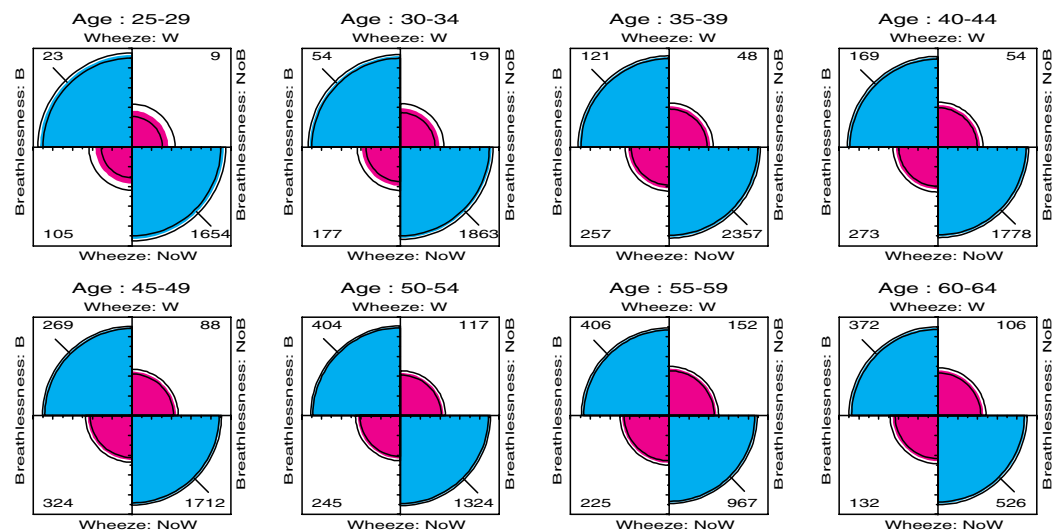 Age : 25-29
Wheeze: W
23 9
Breathlessness: B
Breathlessness: NoB
105 1654
Wheeze: NoW
Age : 30-34
Wheeze: W
54 19
Breathlessness: B
Breathlessness: NoB
177 1863
Wheeze: NoW
Age : 35-39
Wheeze: W
121 48
Breathlessness: B
Breathlessness: NoB
257 2357
Wheeze: NoW
Age : 40-44
Wheeze: W
169 54
Breathlessness: B
Breathlessness: NoB
273 1778
Wheeze: NoW
Age : 45-49
Wheeze: W
269 88
Breathlessness: B
Breathlessness: NoB
324 1712
Wheeze: NoW
Age : 50-54
Wheeze: W
404 117
Breathlessness: B
Breathlessness: NoB
245 1324
Wheeze: NoW
Age : 55-59
Wheeze: W
406 152
Breathlessness: B
Breathlessness: NoB
225 967
Wheeze: NoW
Age : 60-64
Wheeze: W
372 106
Breathlessness: B
Breathlessness: NoB
132 526
Wheeze: NoW